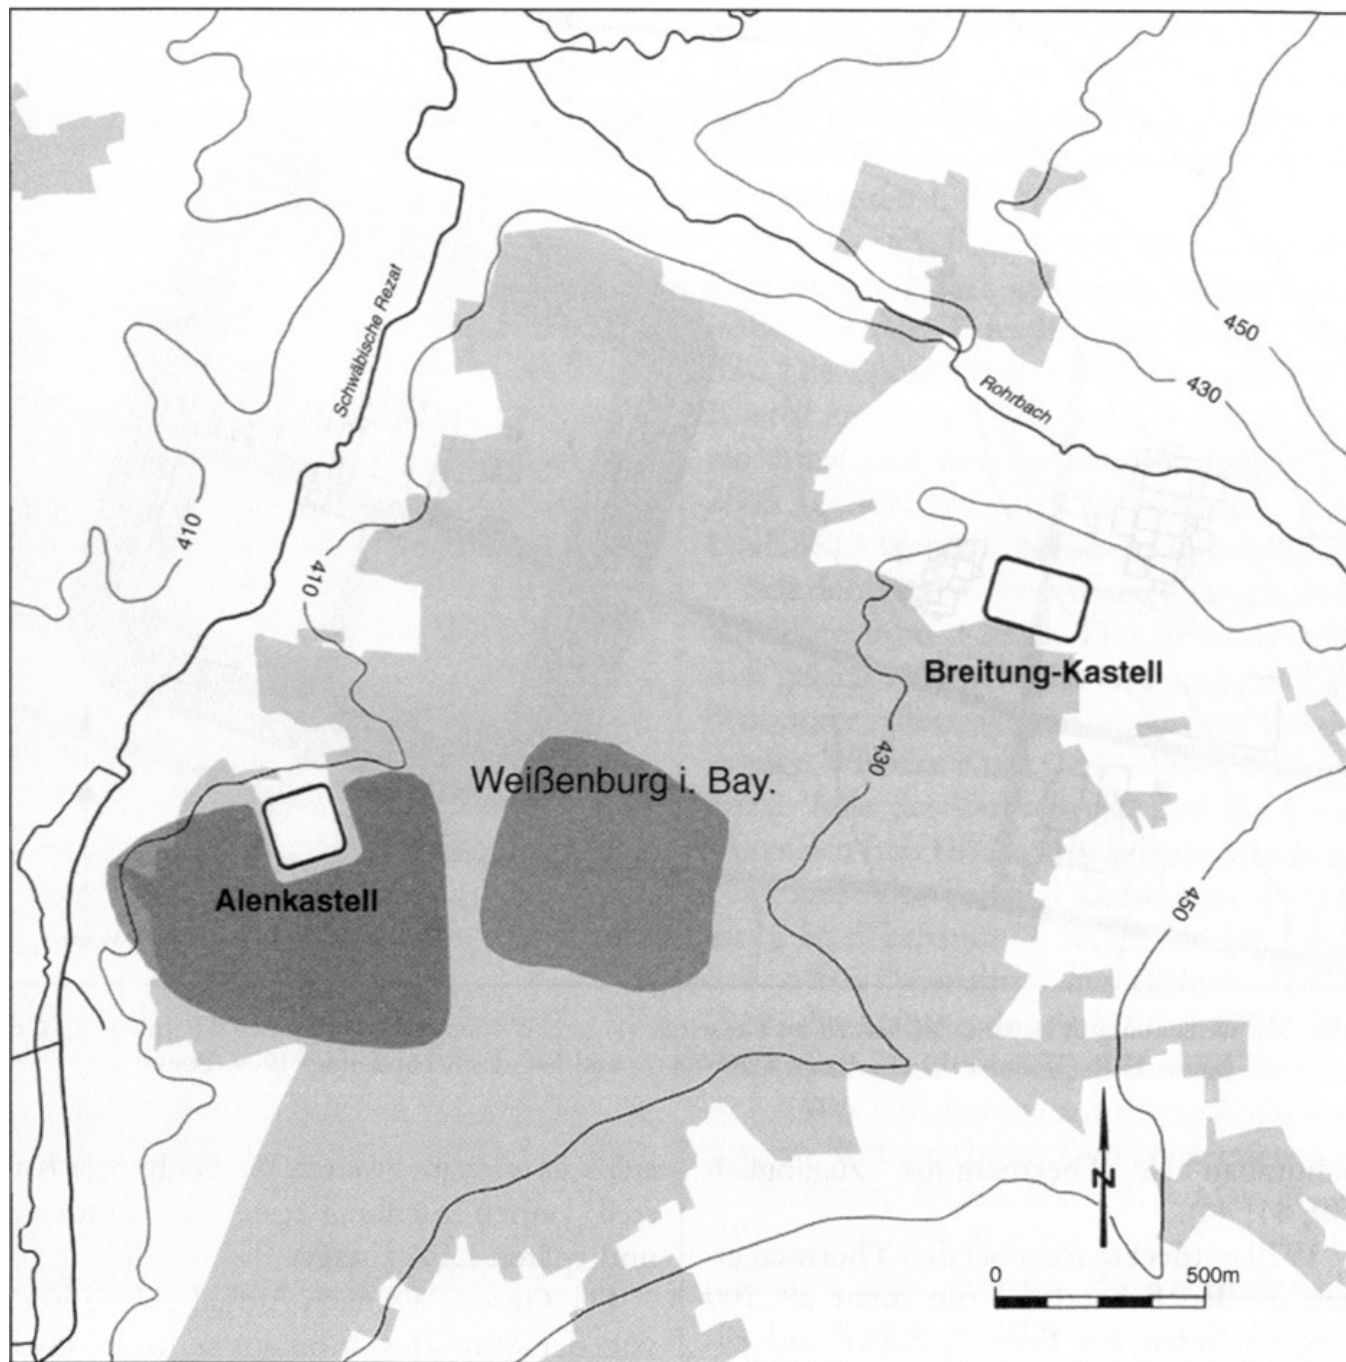 Schwäbische Rezat
450
430
Rohrbach
410
410
Breitung-Kastell
430
Weißenburg i. Bay.
Alenkastell
450
N
0 500m